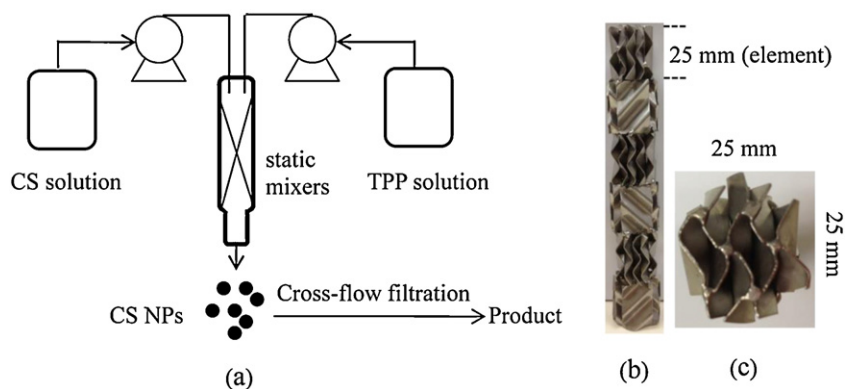 CS solution
static
mixers
TPP solution
CS NPs
Cross-flow filtration
Product
(a)
25 mm (element)
25 mm
25 mm
(b)
(c)